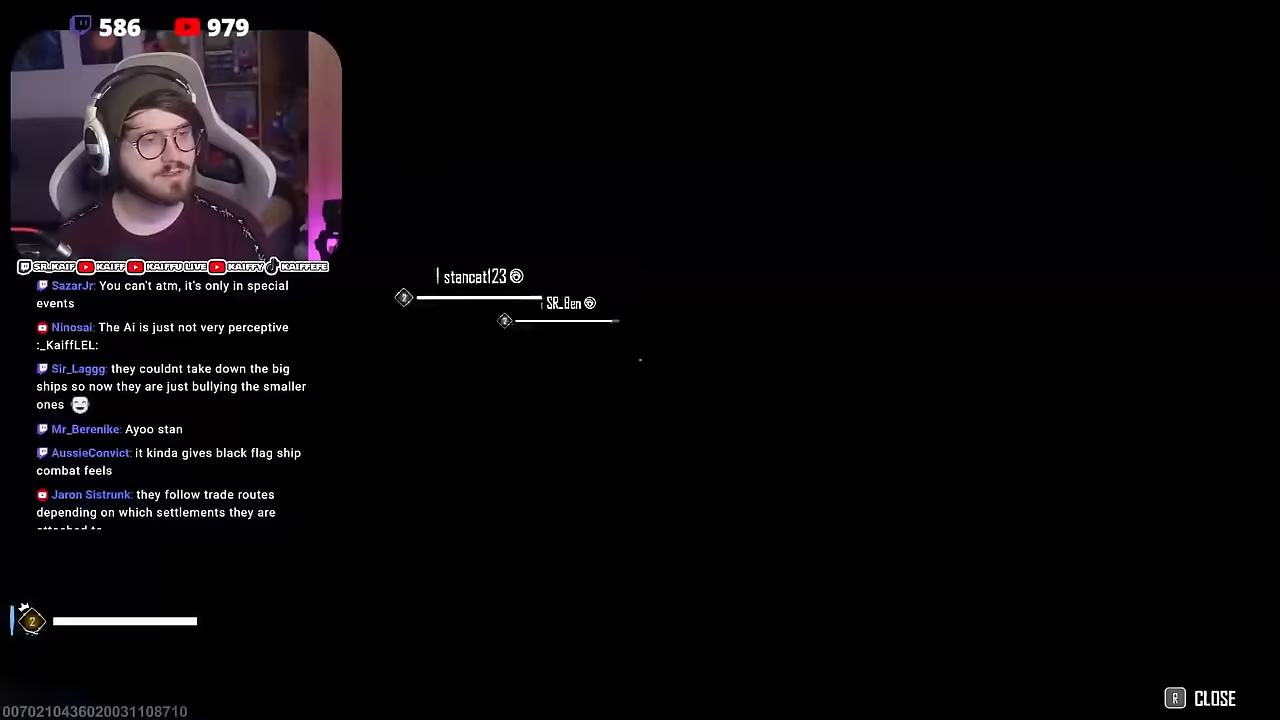 586 979
SR_KAIF KAIFF KAIFFU LIVE KAIFFY KAIFFEFE
SazarJr: You can't atm, it's only in special
events
Ninosai: The Ai is just not very perceptive
:_KaiffLEL:
Sir_Laggg: they couldnt take down the big
ships so now they are just bullying the smaller
ones
Mr_Berenike: Ayoo stan
AussieConvict: it kinda gives black flag ship
combat feels
Jaron Sistrunk: they follow trade routes
depending on which settlements they are
attached to
stancat123
?
SR_Ben
?
2
R CLOSE
0070210436020031108710